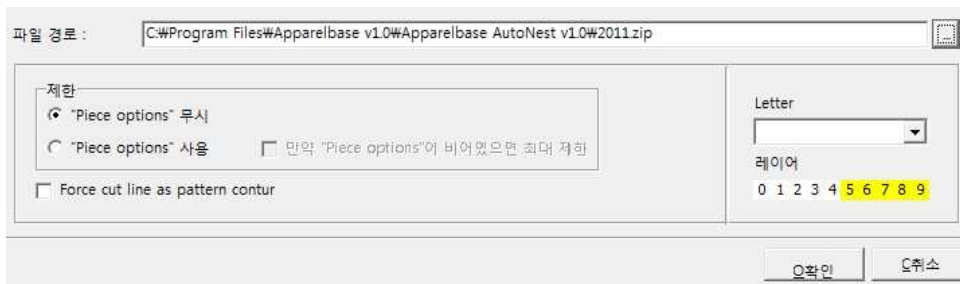 파일 경로 : C:₩Program Files₩Apparelbase v1.0₩Apparelbase AutoNest v1.0₩2011.zip ...
제한
"Piece options" 무시
"Piece options" 사용 만약 "Piece options"이 비어있으면 최대 제한
Force cut line as pattern contur
Letter
레이어
0 1 2 3 4 5 6 7 8 9
O확인 C취소